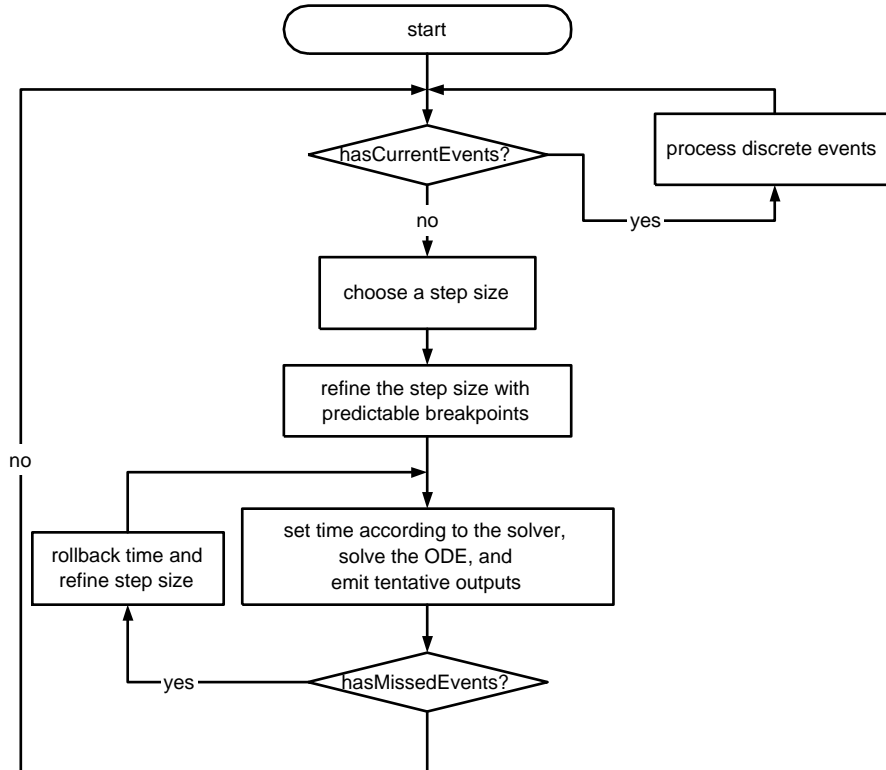 start
hasCurrentEvents?
process discrete events
no
yes
choose a step size
refine the step size with
predictable breakpoints
no
set time according to the solver,
solve the ODE, and
emit tentative outputs
rollback time and
refine step size
yes
hasMissedEvents?